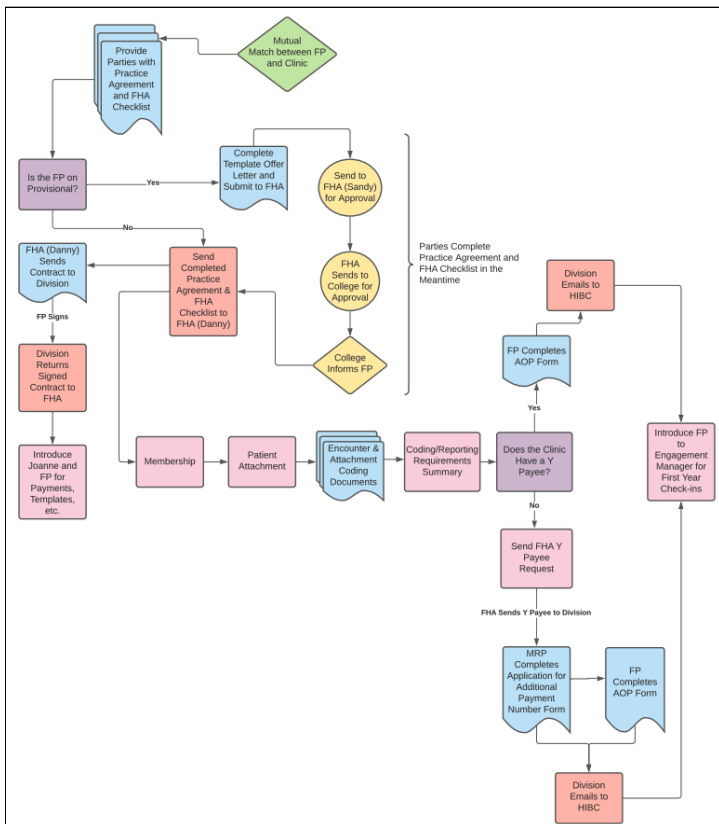 Mutual
Match between FP
and Clinic
Provide
Parties with
Practice
Agreement
and FHA
Checklist
Is the FP on
Provisional?
Yes
Complete
Template Offer
Letter and
Submit to FHA
Send to
FHA (Sandy)
for Approval
FHA
Sends to
College for
Approval
College
Informs FP
Parties Complete
Practice Agreement and
FHA Checklist in the
Meantime
No
Send
Completed
Practice
Agreement &
FHA
Checklist to
FHA (Danny)
FHA (Danny)
Sends
Contract to
Division
FP Signs
Division
Returns
Signed
Contract to
FHA
Introduce
Joanne and
FP for
Payments,
Templates,
etc.
Membership
Patient
Attachment
Encounter &
Attachment
Coding
Documents
Coding/Reporting
Requirements
Summary
Does the Clinic
Have a Y
Payee?
Yes
FP Completes
AOP Form
Division
Emails to
HIBC
Introduce FP
to
Engagement
Manager for
First Year
Check-ins
No
Send FHA Y
Payee
Request
FHA Sends Y Payee to Division
MRP
Completes
Application for
Additional
Payment
Number Form
FP
Completes
AOP Form
Division
Emails to
HIBC